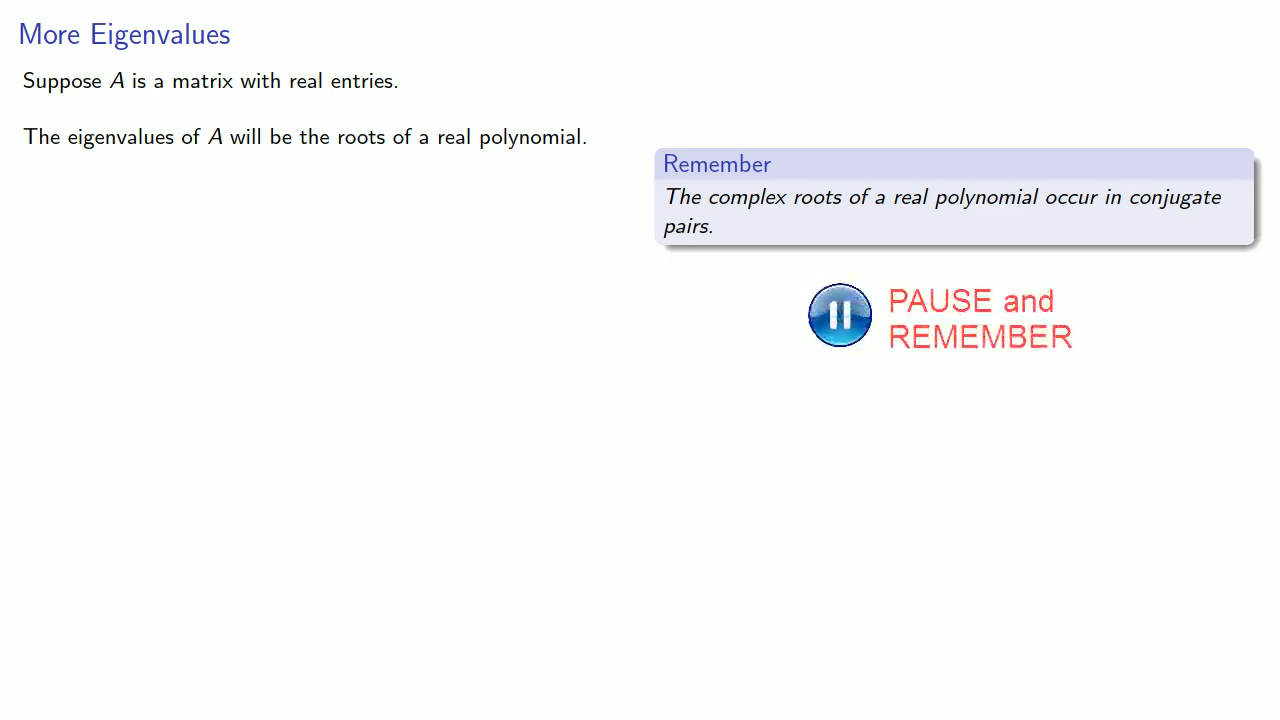 More Eigenvalues
Suppose A is a matrix with real entries.
The eigenvalues of A will be the roots of a real polynomial.
Remember
The complex roots of a real polynomial occur in conjugate
pairs.
PAUSE and
REMEMBER